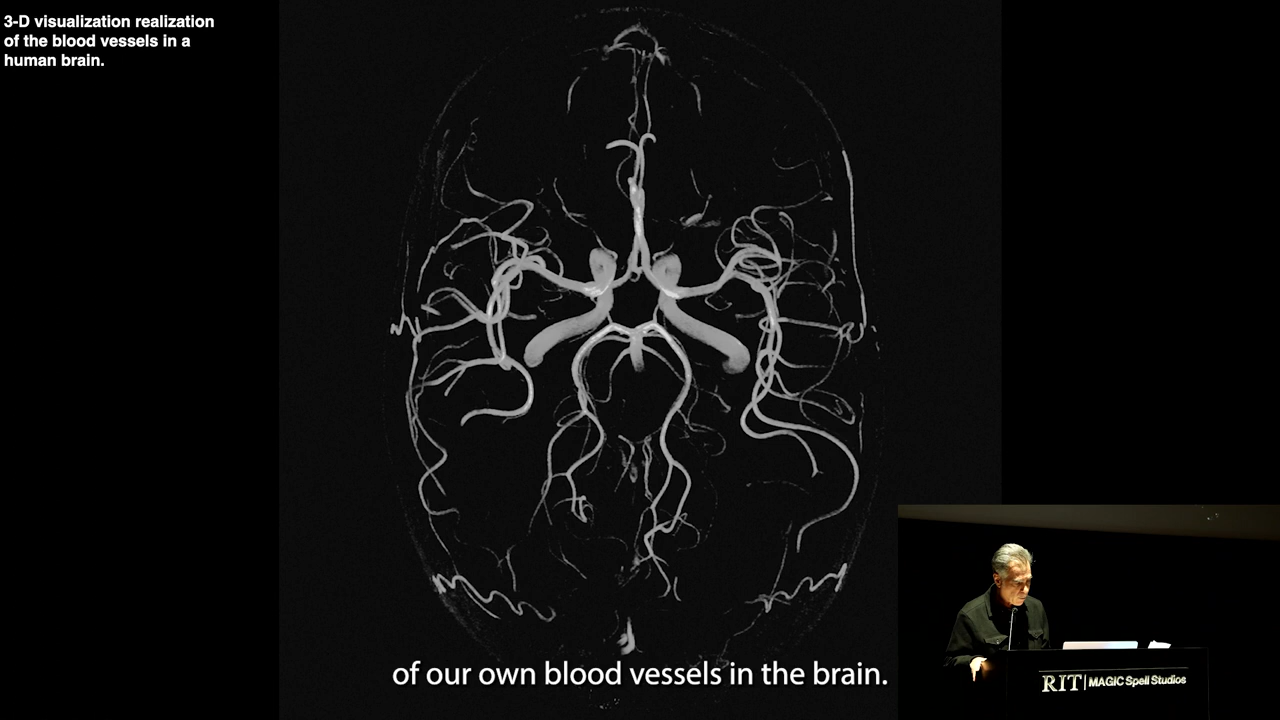 3-D visualization realization
of the blood vessels in a
human brain.
of our own blood vessels in the brain.
RIT | MAGIC Spell Studios